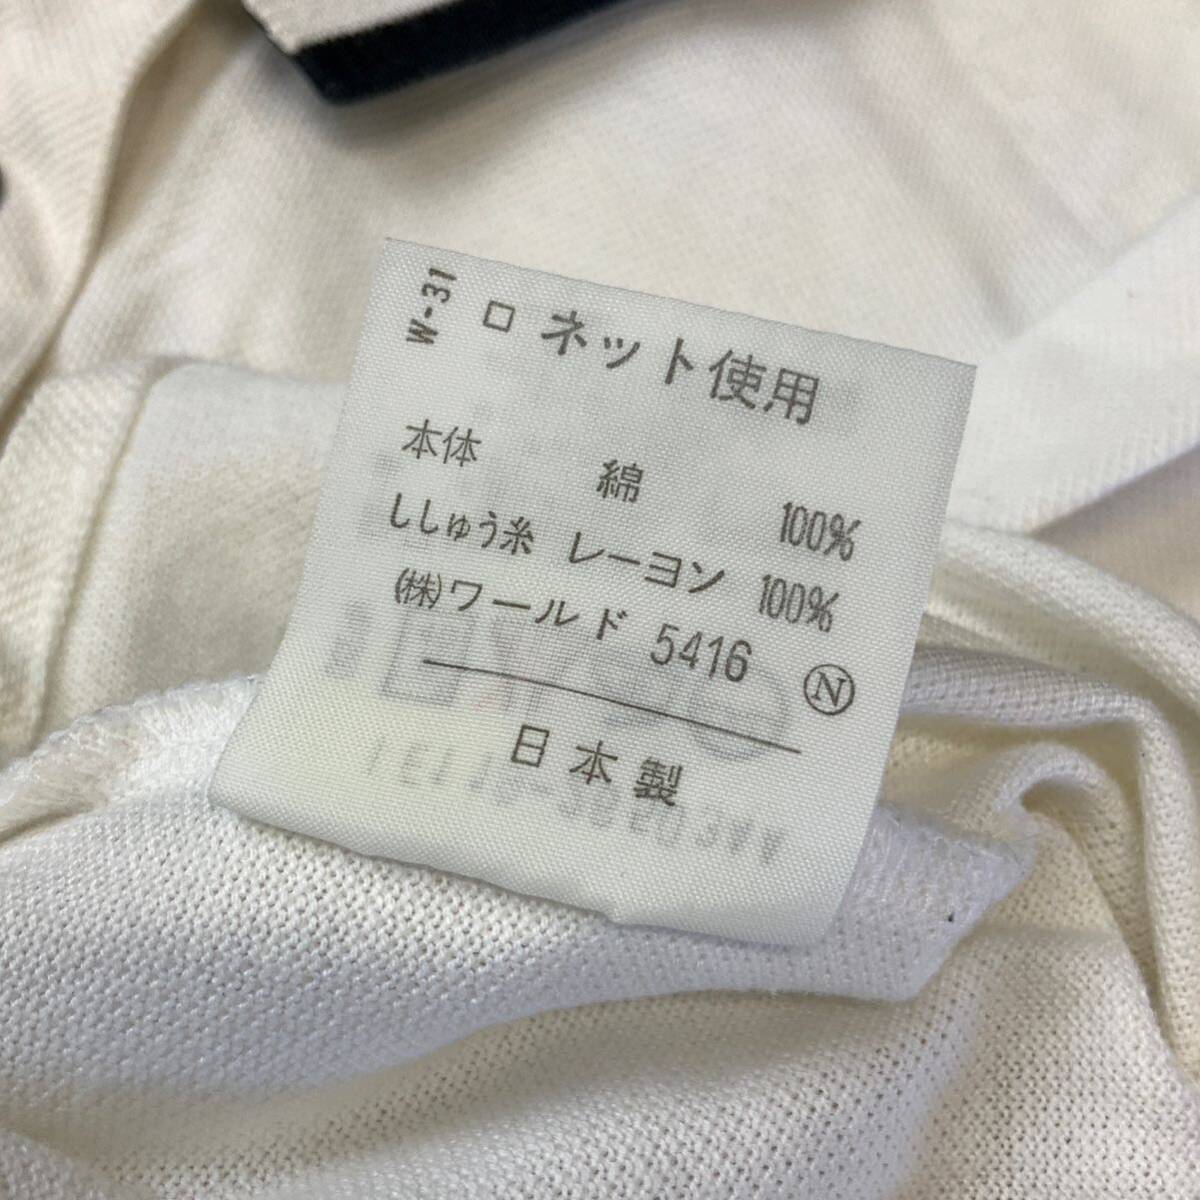 W-31
□ ネット使用
本体 綿 100%
ししゅう糸 レーヨン 100%
(株)ワールド 5416 Ⓝ
日本製